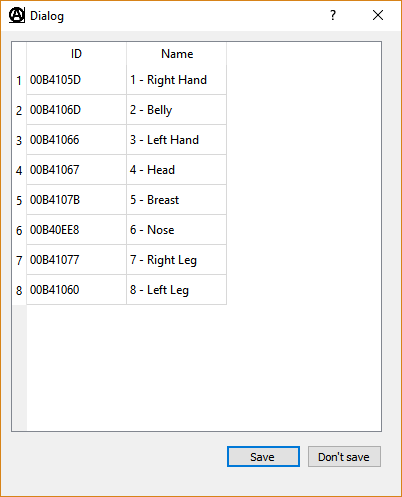 Dialog ? ×
ID Name
1 00B4105D 1 - Right Hand
2 00B4106D 2 - Belly
3 00B41066 3 - Left Hand
4 00B41067 4 - Head
5 00B4107B 5 - Breast
6 00B40EE8 6 - Nose
7 00B41077 7 - Right Leg
8 00B41060 8 - Left Leg
Save Don't save